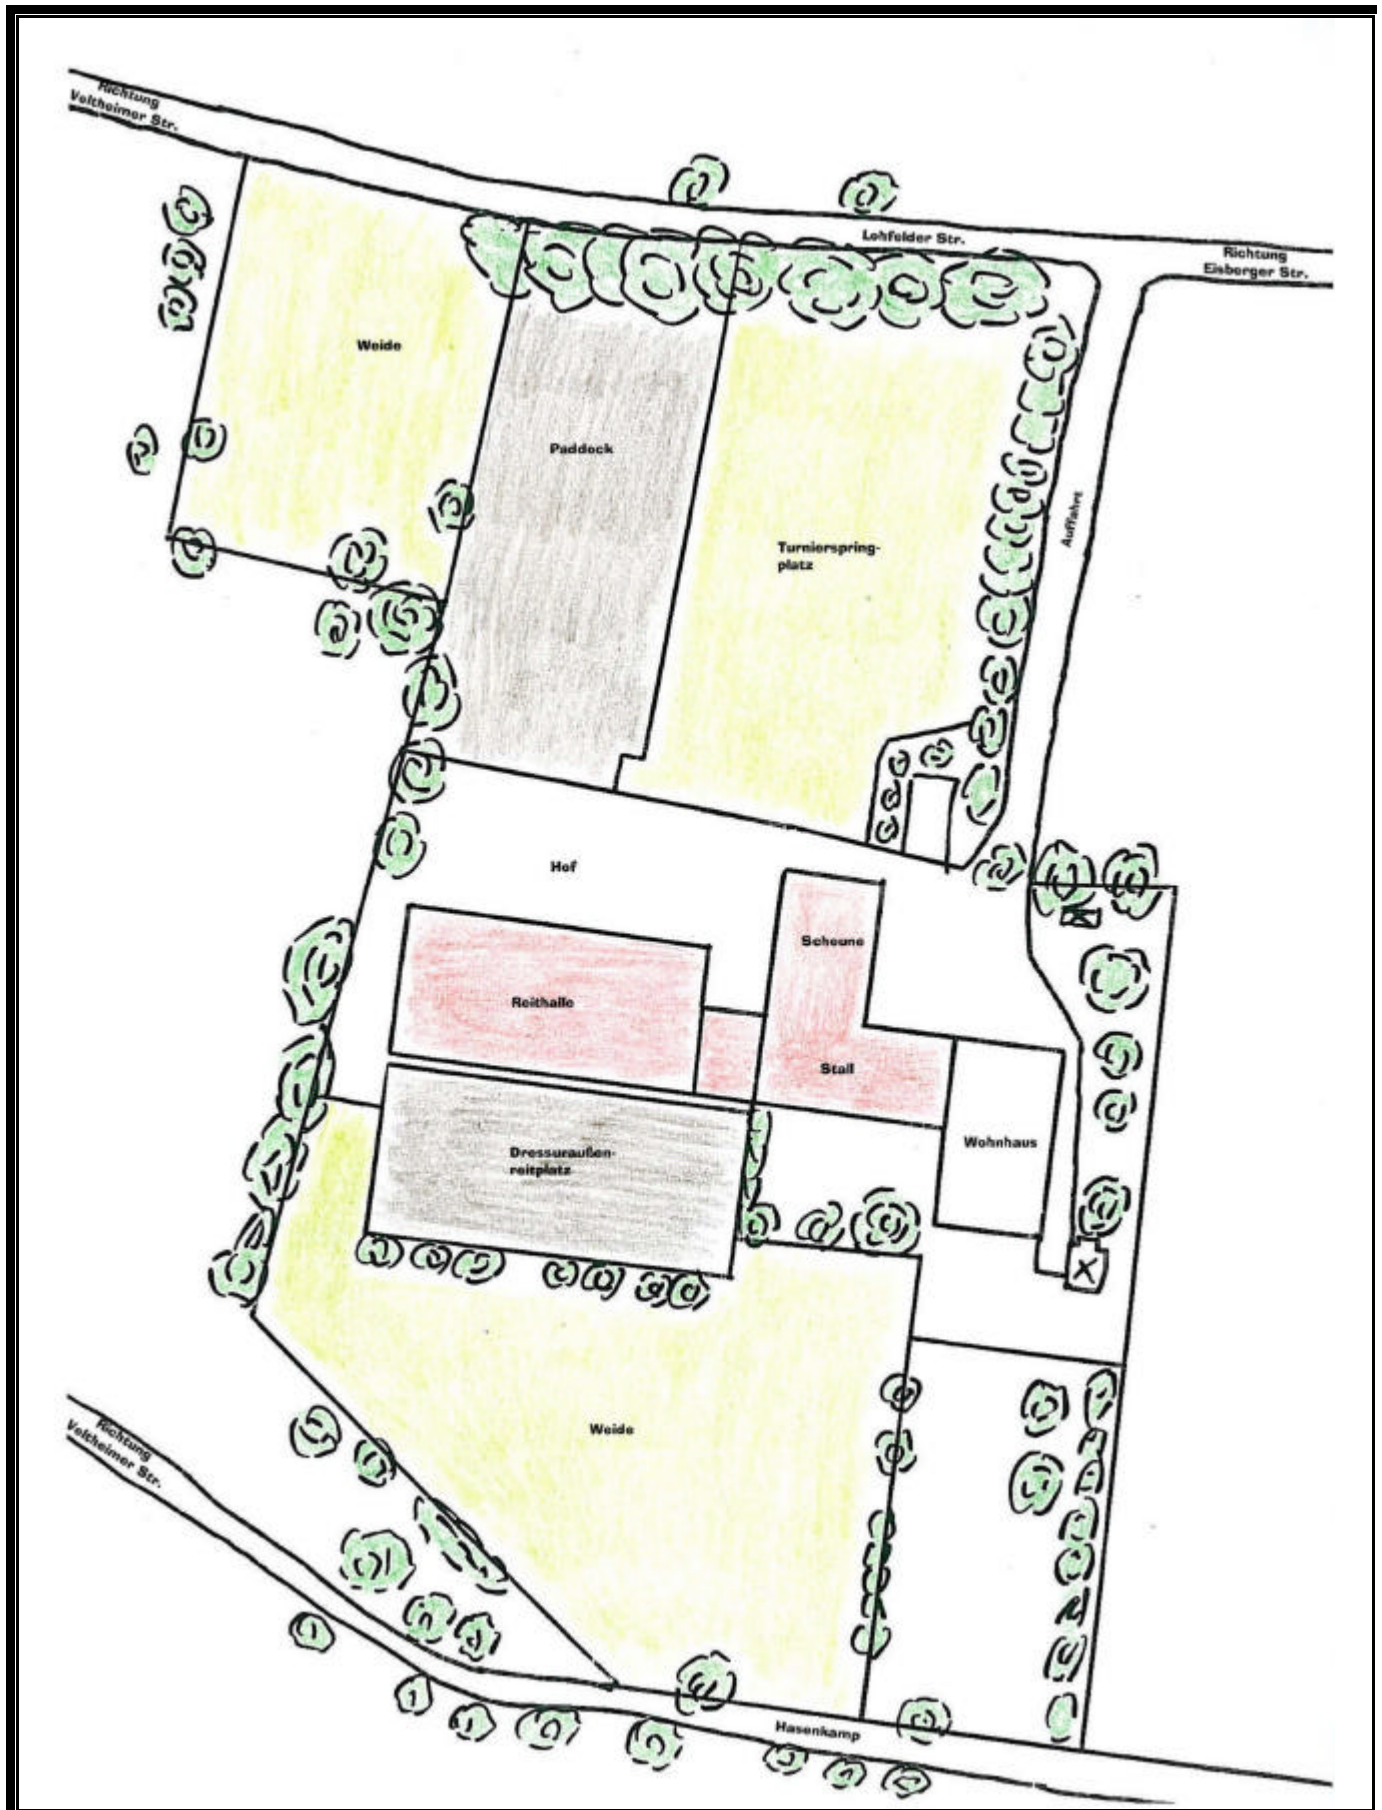 Richtung
Veltheimer Str.
Lohfelder Str.
Richtung
Eisberger Str.
Weide
Paddock
Auffahrt
Turnierspring-
platz
Hof
Scheune
Reithalle
Stall
Wohnhaus
Dressuraußen-
reitplatz
Weide
Richtung
Veltheimer Str.
Hasenkamp